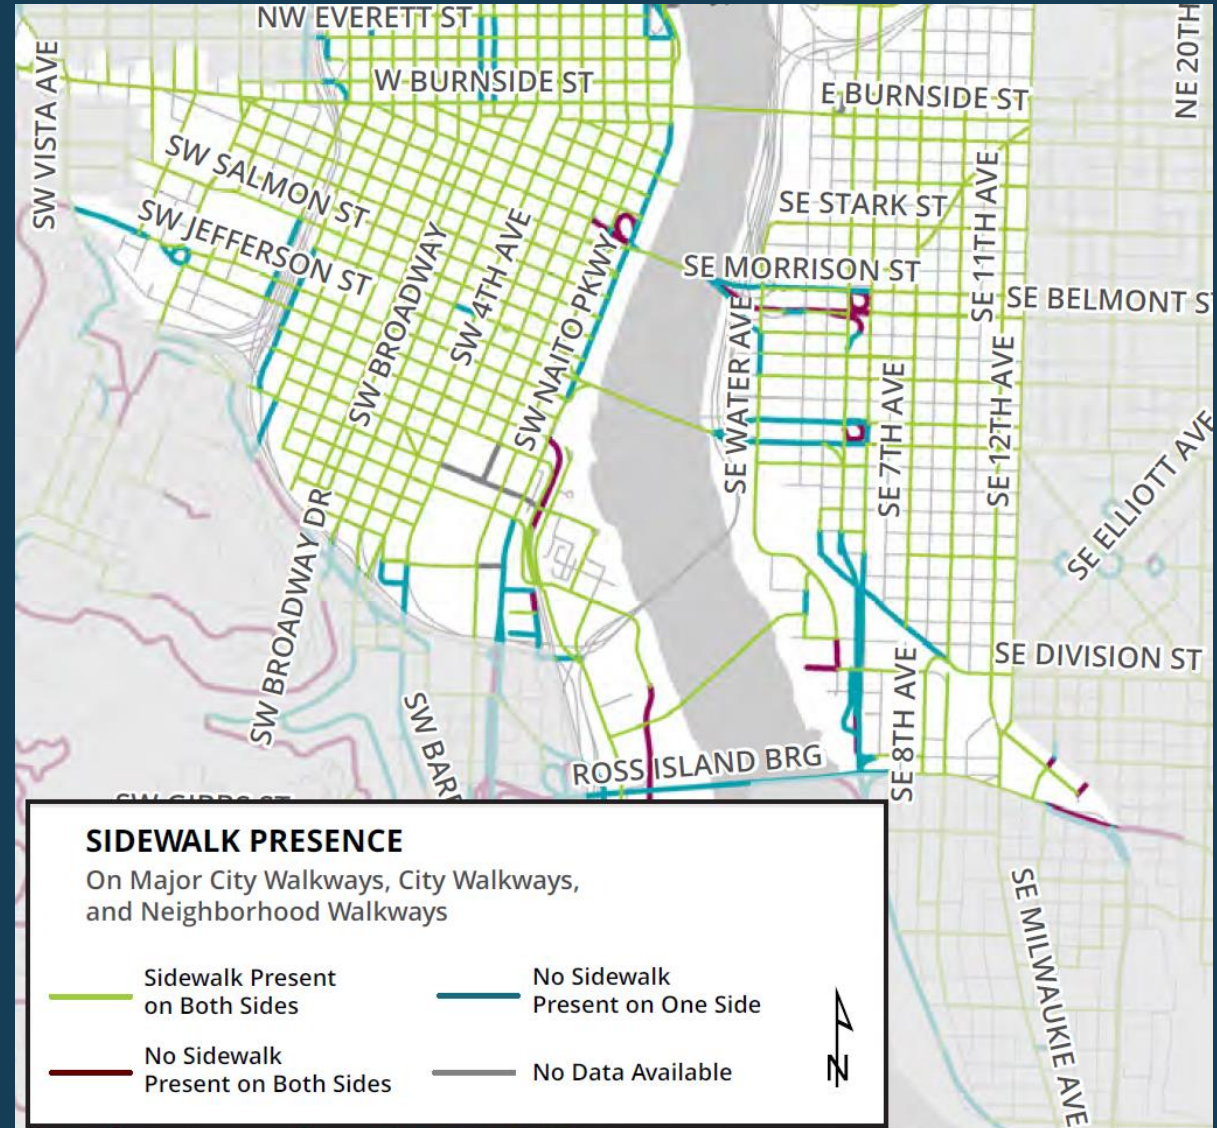 NW EVERETT ST
W BURNSIDE ST
E BURNSIDE ST
NE 20TH
SW VISTA AVE
SW SALMON ST
SW JEFFERSON ST
SW BROADWAY
SW 4TH AVE
SW NAITO PKWY
SE STARK ST
SE MORRISON ST
SE 11TH AVE
SE BELMONT ST
SE WATER AVE
SE 7TH AVE
SE 12TH AVE
SE ELLIOTT AVE
SW BROADWAY DR
SE DIVISION ST
SE 8TH AVE
ROSS ISLAND BRG
SW GIBBS ST
SE MILWAUKIE AVE
SIDEWALK PRESENCE
On Major City Walkways, City Walkways,
and Neighborhood Walkways
Sidewalk Present
on Both Sides
No Sidewalk
Present on One Side
No Sidewalk
Present on Both Sides
No Data Available
N